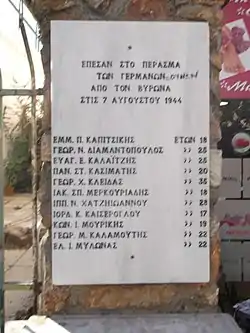 ΕΠΕΣΑΝ ΣΤΟ ΠΕΡΑΣΜΑ
ΤΩΝ ΓΕΡΜΑΝΩΝ
ΑΠΟ ΤΟΝ ΒΥΡΩΝΑ
ΣΤΙΣ 7 ΑΥΓΟΥΣΤΟΥ 1944
ΕΜΜ. Π. ΚΑΠΙΤΣΙΚΗΣ ΕΤΩΝ 18
ΓΕΩΡ. Ν. ΔΙΑΜΑΝΤΟΠΟΥΛΟΣ » 25
ΕΥΑΓ. Ε. ΚΑΛΑΪΤΖΗΣ » 25
ΠΑΝ. ΣΤ. ΚΑΣΙΜΑΤΗΣ » 20
ΓΕΩΡ. Χ. ΚΛΕΙΔΑΣ » 35
ΙΑΚ. ΣΠ. ΜΕΡΚΟΥΡΙΑΔΗΣ » 18
ΙΠΠ. Ν. ΧΑΤΖΗΙΩΑΝΝΟΥ » 28
ΙΟΡΔ. Κ. ΚΑΙΣΕΡΟΓΛΟΥ » 17
ΚΩΝ. Ι. ΜΟΥΡΙΚΗΣ » 19
ΓΕΩΡ. Μ. ΚΑΛΑΜΟΥΤΗΣ » 22
ΕΛ. Ι. ΜΥΛΩΝΑΣ » 22